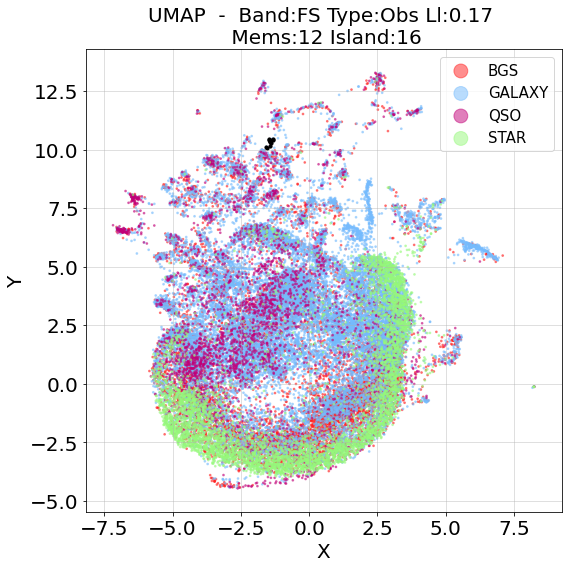 UMAP  -  Band:FS Type:Obs Ll:0.17
Mems:12 Island:16
BGS
GALAXY
QSO
STAR
12.5
10.0
7.5
5.0
2.5
0.0
−2.5
−5.0
Y
−7.5 −5.0 −2.5 0.0 2.5 5.0 7.5
X